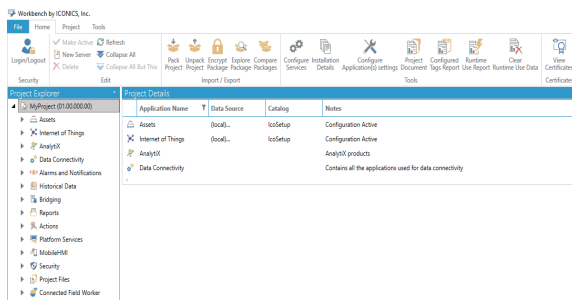 Workbench by ICONICS, Inc.
File Home Project Tools
Login/Logout
Make Active
New Server
Delete
Refresh
Collapse All
Collapse All But This
Pack Project
Unpack Project
Encrypt Package
Explore Package
Compare Packages
Configure Services
Installation Details
Configure Application(s) settings
Project Document
Configured Tags Report
Runtime Use Report
Clear Runtime Use Data
View Certificates
Security Edit Import / Export Tools Certificates
Project Explorer
Project Details
MyProject (01.00.000.00)
Assets
Internet of Things
AnalytiX
Data Connectivity
Alarms and Notifications
Historical Data
Bridging
Reports
Actions
Platform Services
MobileHMI
Security
Project Files
Connected Field Worker
Application Name Data Source Catalog Notes
Assets (local)... IcoSetup Configuration Active
Internet of Things (local)... IcoSetup Configuration Active
AnalytiX AnalytiX products
Data Connectivity Contains all the applications used for data connectivity